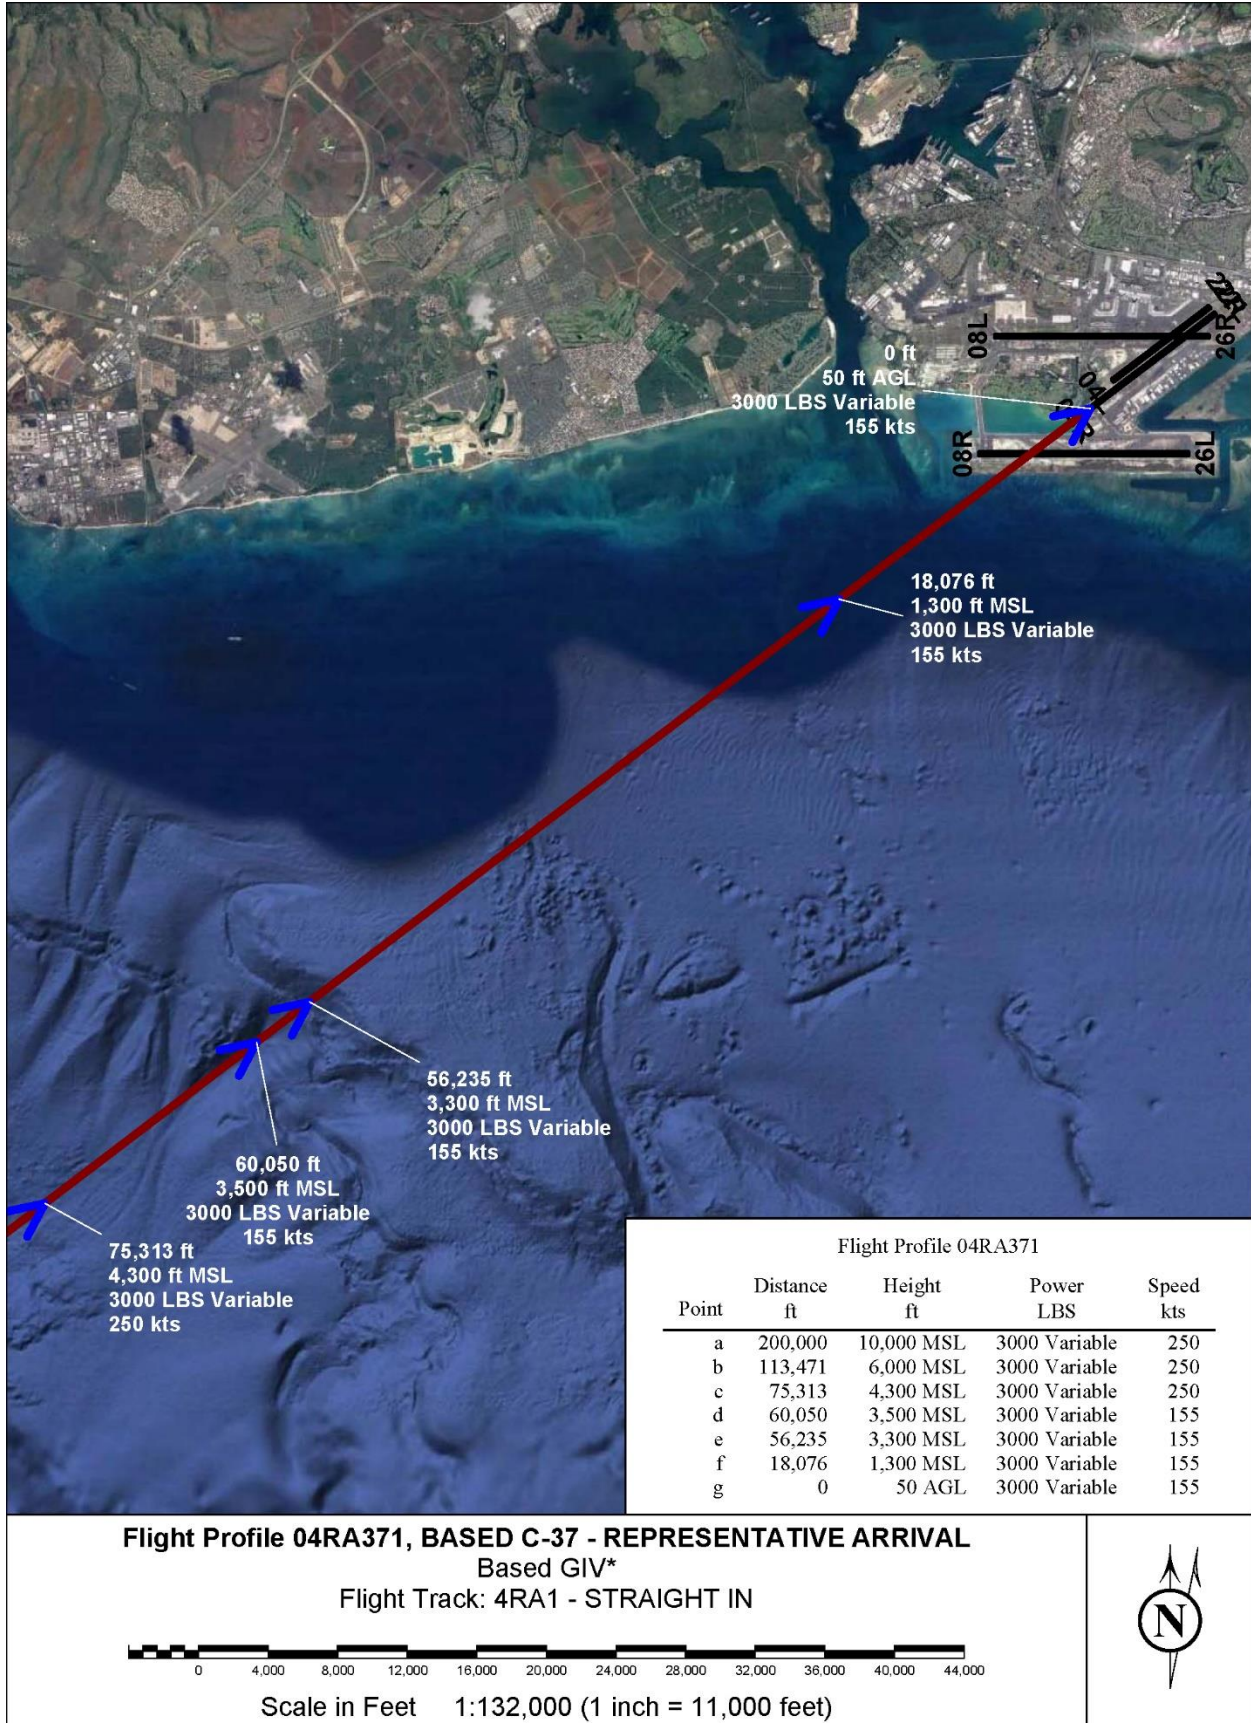 08L
22R
26R
04L
08R
26L
0 ft
50 ft AGL
3000 LBS Variable
155 kts
18,076 ft
1,300 ft MSL
3000 LBS Variable
155 kts
56,235 ft
3,300 ft MSL
3000 LBS Variable
155 kts
60,050 ft
3,500 ft MSL
3000 LBS Variable
155 kts
75,313 ft
4,300 ft MSL
3000 LBS Variable
250 kts
Flight Profile 04RA371
Distance Height Power Speed
Point ft ft LBS kts
a 200,000 10,000 MSL 3000 Variable 250
b 113,471 6,000 MSL 3000 Variable 250
c 75,313 4,300 MSL 3000 Variable 250
d 60,050 3,500 MSL 3000 Variable 155
e 56,235 3,300 MSL 3000 Variable 155
f 18,076 1,300 MSL 3000 Variable 155
g 0 50 AGL 3000 Variable 155
Flight Profile 04RA371, BASED C-37 - REPRESENTATIVE ARRIVAL
Based GIV*
Flight Track: 4RA1 - STRAIGHT IN
0 4,000 8,000 12,000 16,000 20,000 24,000 28,000 32,000 36,000 40,000 44,000
Scale in Feet 1:132,000 (1 inch = 11,000 feet)
N